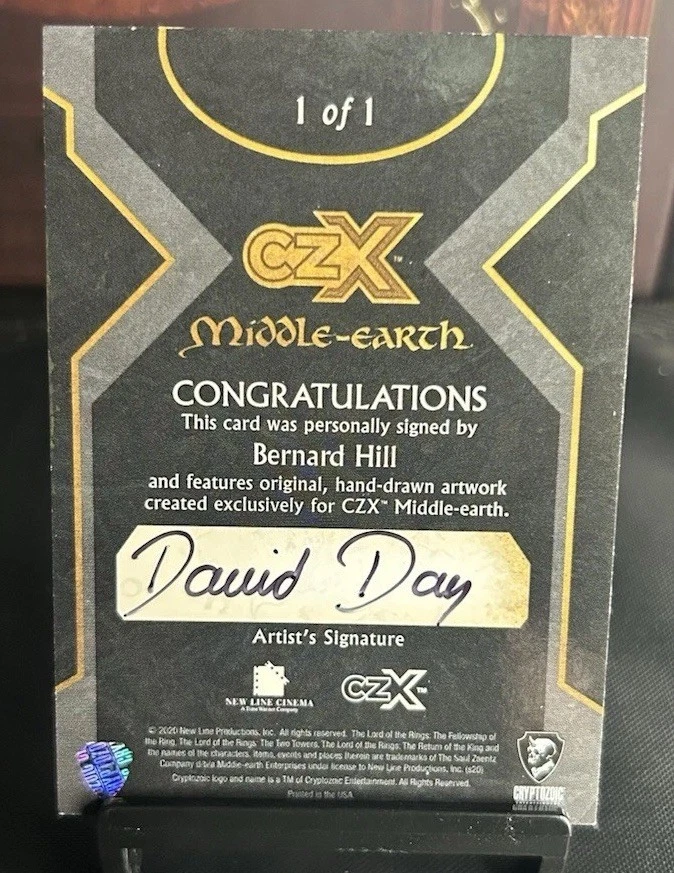 1 of 1
CZX™
Middle-earth
CONGRATULATIONS
This card was personally signed by
Bernard Hill
and features original, hand-drawn artwork
created exclusively for CZX™ Middle-earth.
David Day
Artist's Signature
NEW LINE CINEMA
A Time Warner Company
CZX™
© 2020 New Line Productions, Inc. All rights reserved. The Lord of the Rings: The Fellowship of
the Ring, The Lord of the Rings: The Two Towers, The Lord of the Rings: The Return of the King and
the names of the characters, items, events and places therein are trademarks of The Saul Zaentz
Company d/b/a Middle-earth Enterprises under license to New Line Productions, Inc. (s20)
Cryptozoic logo and name is a TM of Cryptozoic Entertainment. All Rights Reserved.
Printed in the USA
CRYPTOZOIC